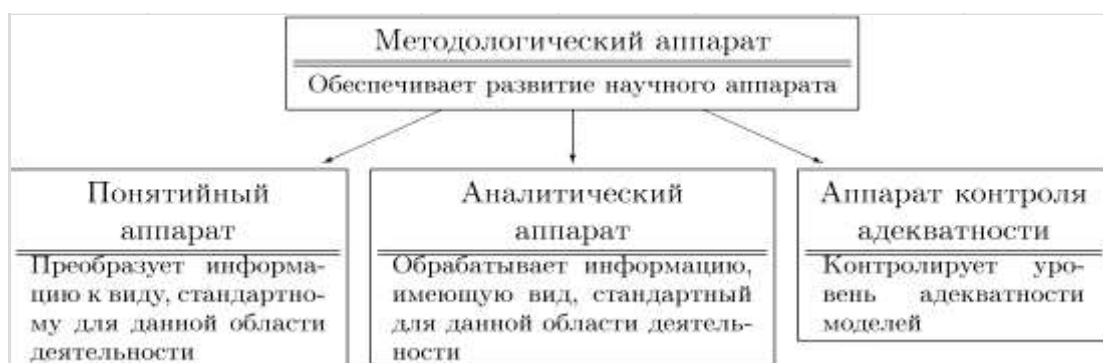 Методологический аппарат
Обеспечивает развитие научного аппарата
Понятийный
аппарат
Преобразует информа-
цию к виду, стандартно-
му для данной области
деятельности
Аналитический
аппарат
Обрабатывает информацию,
имеющую вид, стандартный
для данной области деятель-
ности
Аппарат контроля
адекватности
Контролирует уро-
вень адекватности
моделей